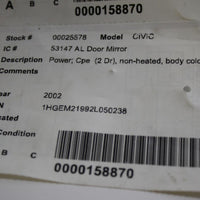 A B C 0000158870
Stock # 00025578 Model CIVIC
IC # 53147 AL Door Mirror
Description Power; Cpe (2 Dr), non-heated, body colo
Comments
ear 2002
N 1HGEM21992L050238
cated
Condition
A B C
0000158870